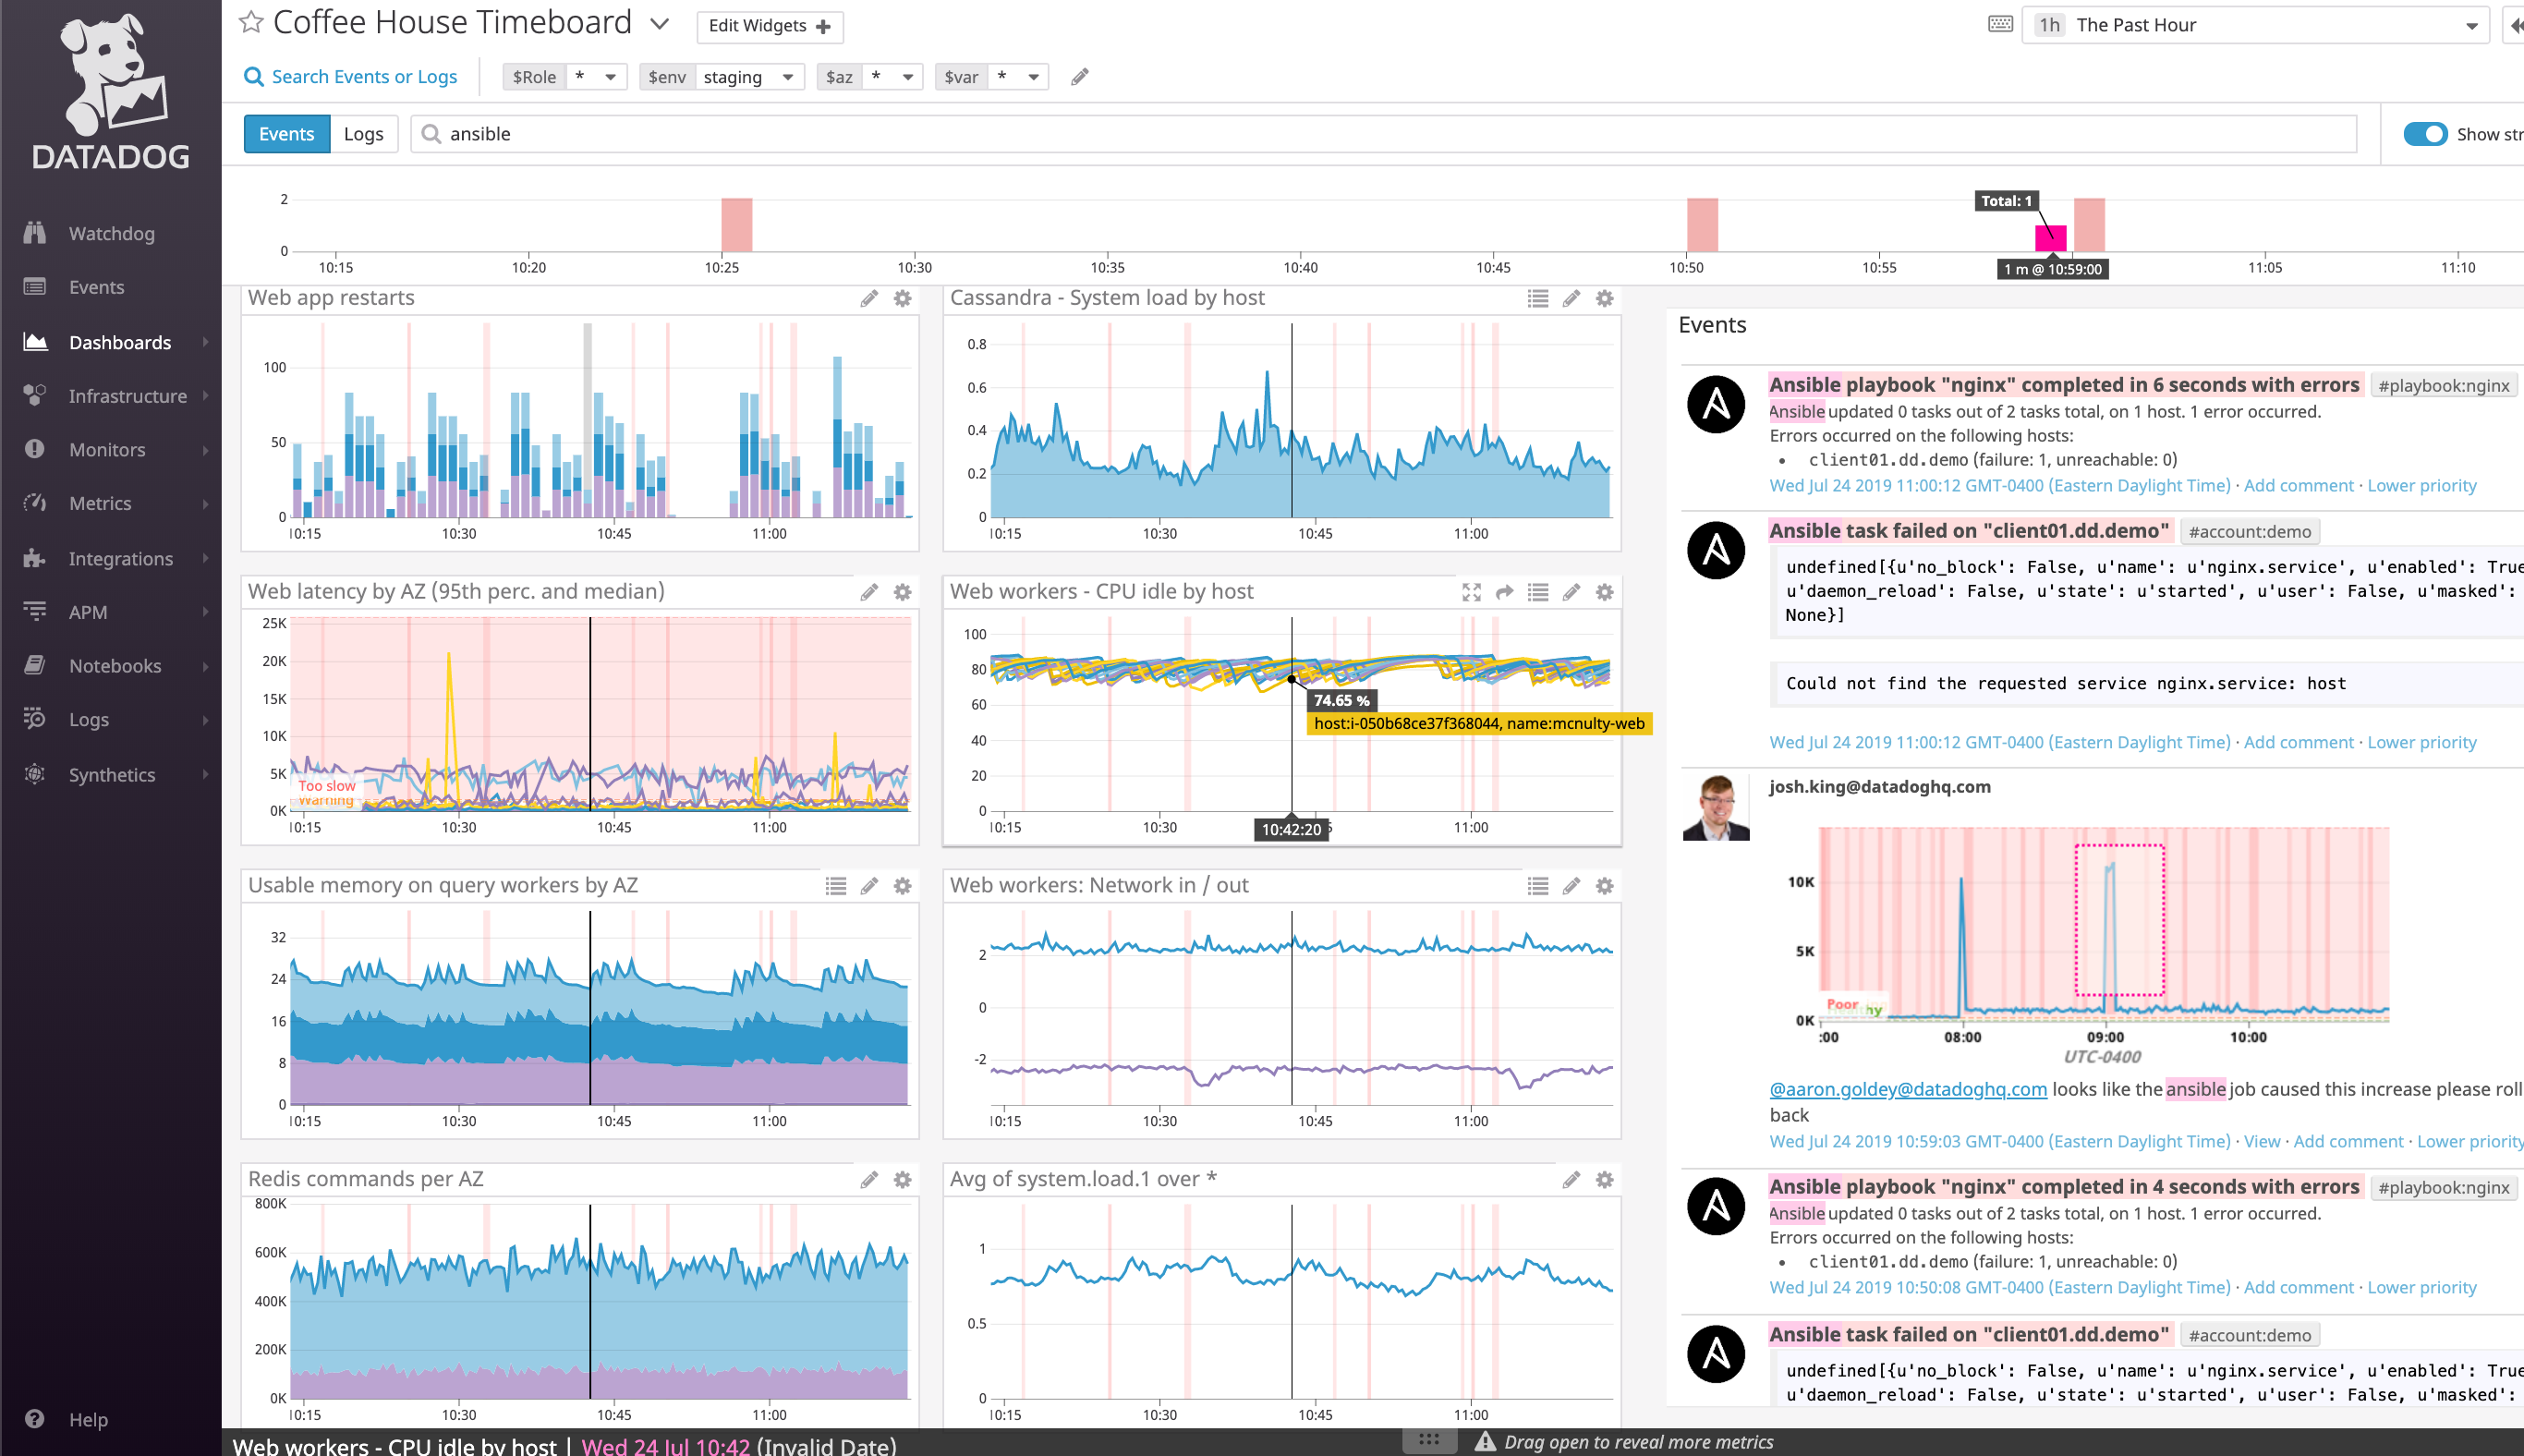 DATADOG
Watchdog
Events
Dashboards
Infrastructure
Monitors
Metrics
Integrations
APM
Notebooks
Logs
Synthetics
Help
Coffee House Timeboard
Edit Widgets
1h The Past Hour
Search Events or Logs
$Role * $env staging $az * $var *
Events Logs ansible
Show str
2
0
Total: 1
10:15 10:20 10:25 10:30 10:35 10:40 10:45 10:50 10:55 1 m @ 10:59:00 11:05 11:10
Web app restarts
100
50
0
10:15 10:30 10:45 11:00
Cassandra - System load by host
0.8
0.6
0.4
0.2
0
10:15 10:30 10:45 11:00
Web latency by AZ (95th perc. and median)
25K
20K
15K
10K
5K
0K
Too slow
Warning
10:15 10:30 10:45 11:00
Web workers - CPU idle by host
100
80
60
40
20
0
74.65 %
host:i-050b68ce37f368044, name:mcnulty-web
10:15 10:30 10:42:20 11:00
Usable memory on query workers by AZ
32
24
16
8
0
10:15 10:30 10:45 11:00
Web workers: Network in / out
2
0
-2
10:15 10:30 10:45 11:00
Redis commands per AZ
800K
600K
400K
200K
0K
10:15 10:30 10:45 11:00
Avg of system.load.1 over *
1
0.5
0
10:15 10:30 10:45 11:00
Events
Ansible playbook "nginx" completed in 6 seconds with errors #playbook:nginx
Ansible updated 0 tasks out of 2 tasks total, on 1 host. 1 error occurred.
Errors occurred on the following hosts:
• client01.dd.demo (failure: 1, unreachable: 0)
Wed Jul 24 2019 11:00:12 GMT-0400 (Eastern Daylight Time) · Add comment · Lower priority
Ansible task failed on "client01.dd.demo" #account:demo
undefined[{u'no_block': False, u'name': u'nginx.service', u'enabled': True
u'daemon_reload': False, u'state': u'started', u'user': False, u'masked':
None}]
Could not find the requested service nginx.service: host
Wed Jul 24 2019 11:00:12 GMT-0400 (Eastern Daylight Time) · Add comment · Lower priority
josh.king@datadoghq.com
10K
5K
0K
Poor
hy
:00 08:00 09:00 10:00
UTC-0400
@aaron.goldey@datadoghq.com looks like the ansible job caused this increase please roll
back
Wed Jul 24 2019 10:59:03 GMT-0400 (Eastern Daylight Time) · View · Add comment · Lower priority
Ansible playbook "nginx" completed in 4 seconds with errors #playbook:nginx
Ansible updated 0 tasks out of 2 tasks total, on 1 host. 1 error occurred.
Errors occurred on the following hosts:
• client01.dd.demo (failure: 1, unreachable: 0)
Wed Jul 24 2019 10:50:08 GMT-0400 (Eastern Daylight Time) · Add comment · Lower priority
Ansible task failed on "client01.dd.demo" #account:demo
undefined[{u'no_block': False, u'name': u'nginx.service', u'enabled': True
u'daemon_reload': False, u'state': u'started', u'user': False, u'masked':
Web workers - CPU idle by host | Wed 24 Jul 10:42 (Invalid Date)
Drag open to reveal more metrics